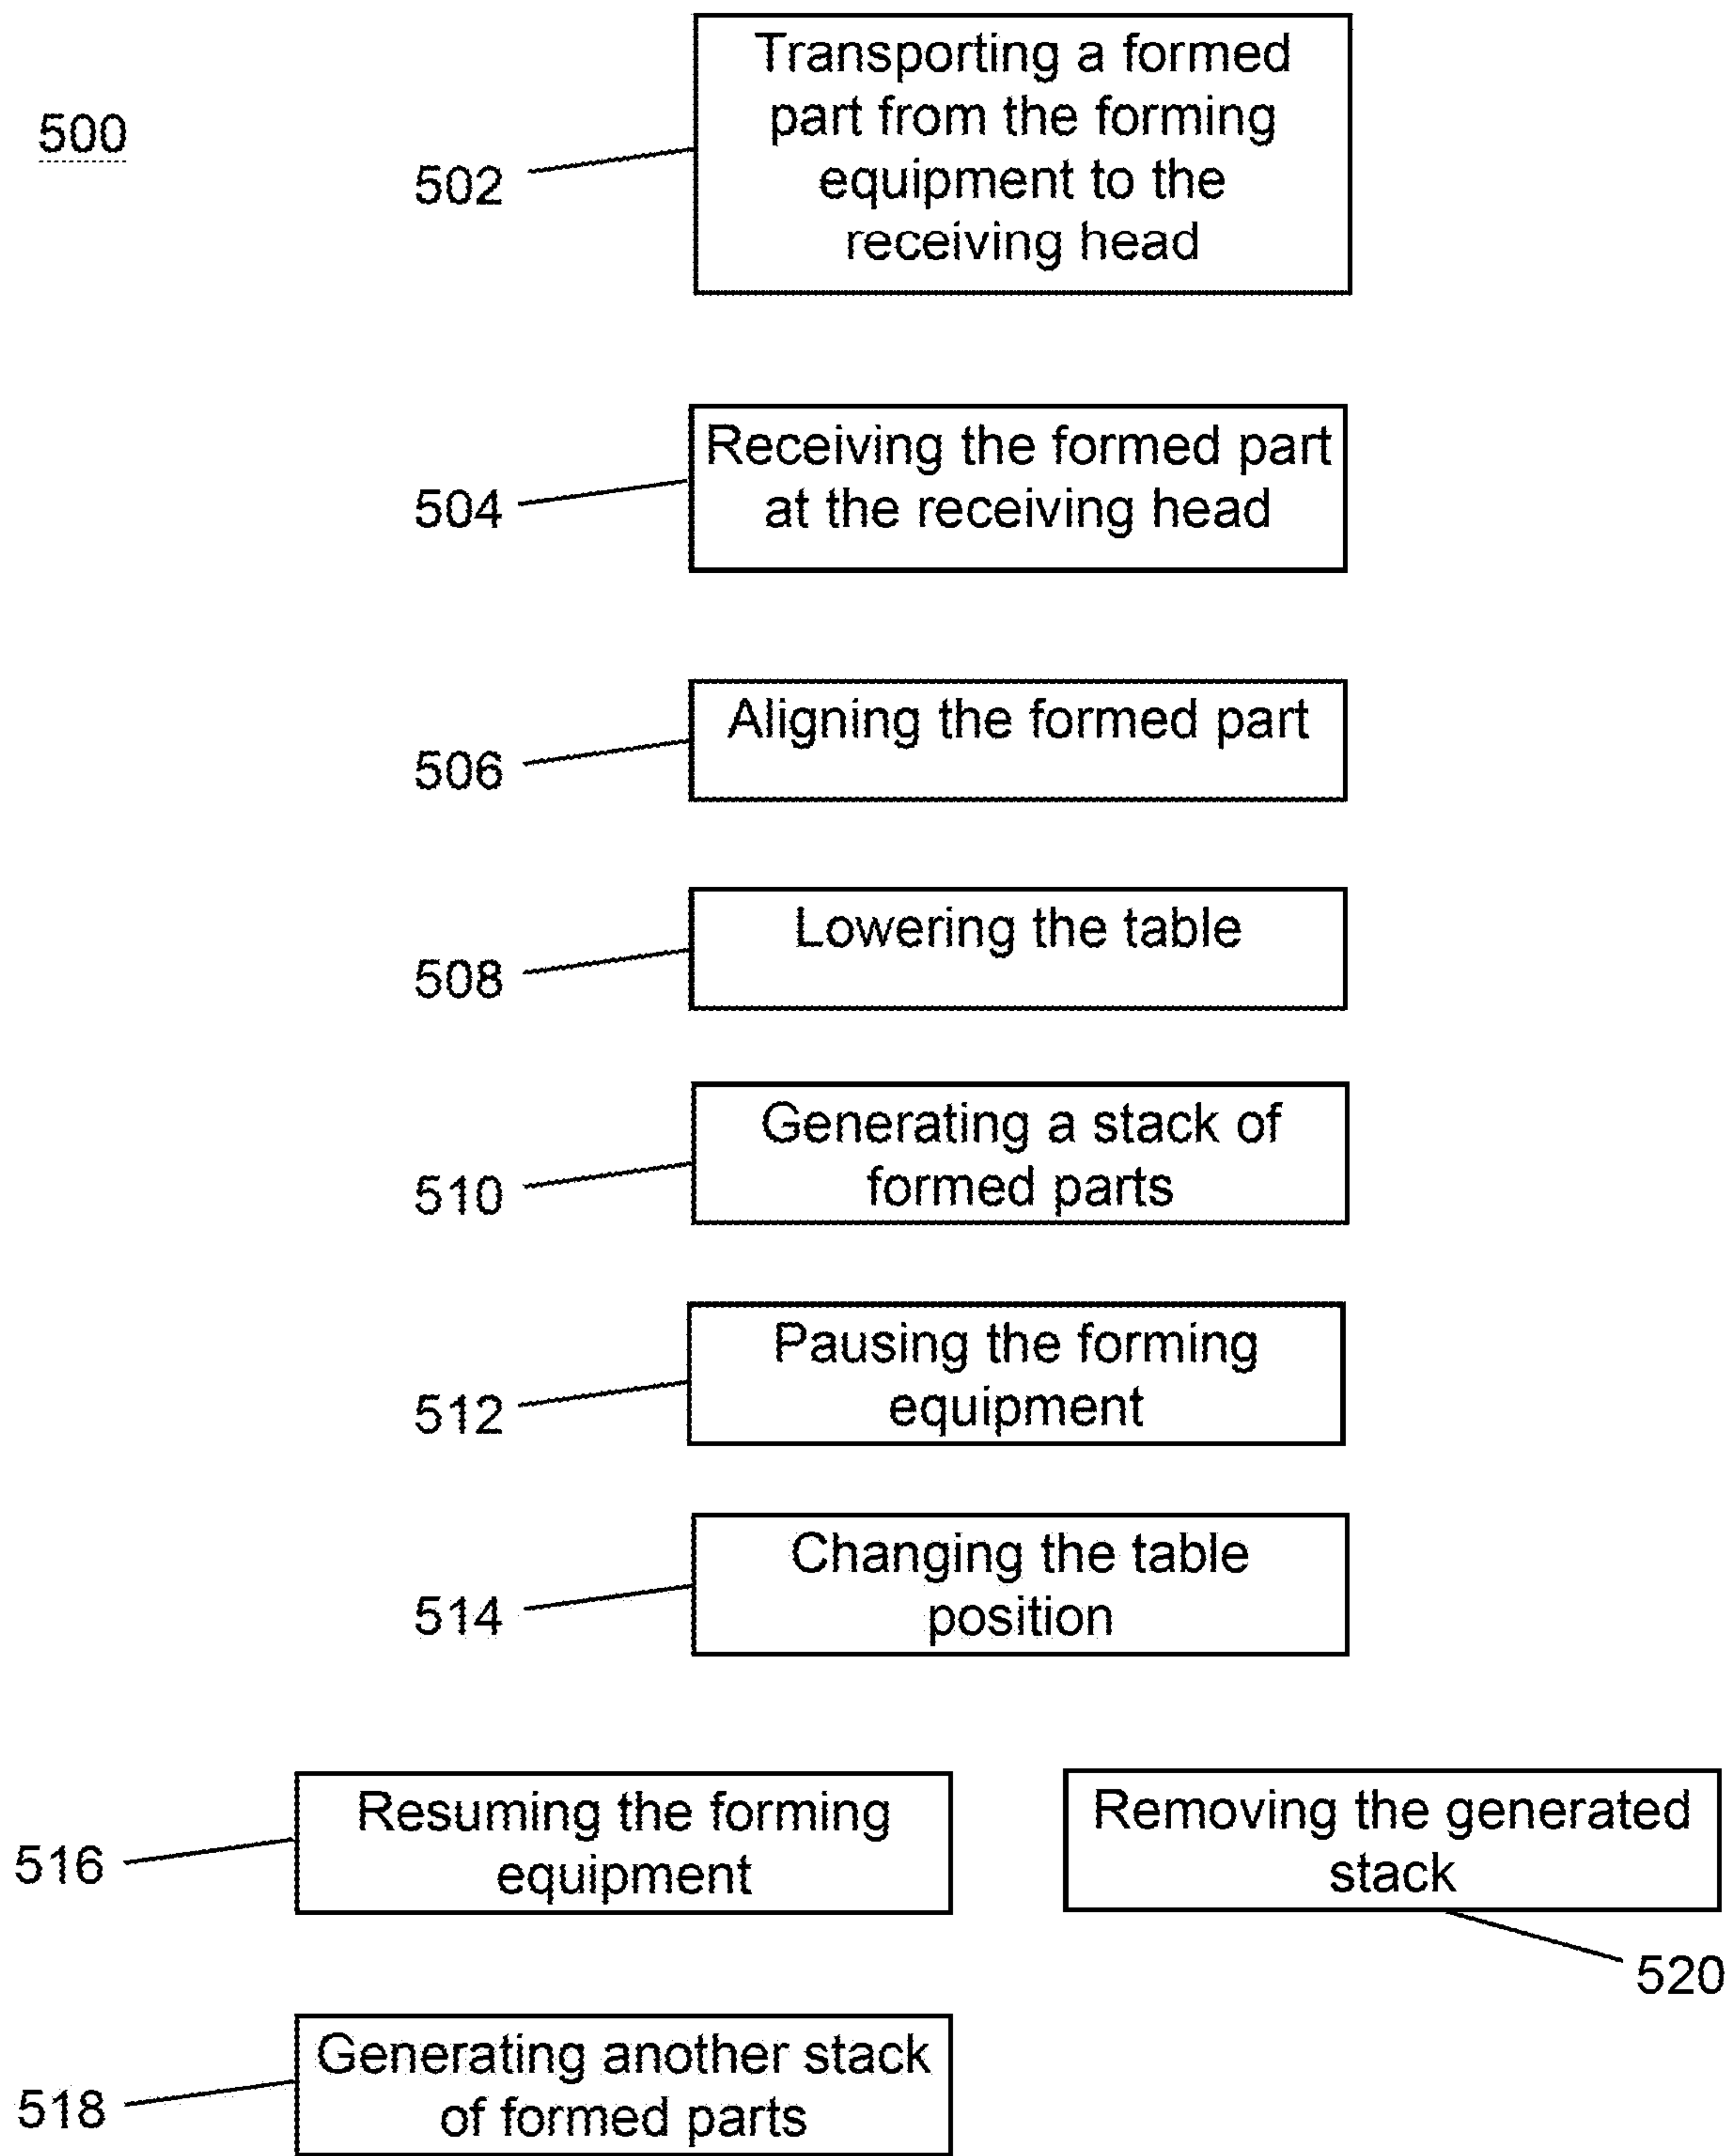 500
502
Transporting a formed
part from the forming
equipment to the
receiving head
504
Receiving the formed part
at the receiving head
506
Aligning the formed part
508
Lowering the table
510
Generating a stack of
formed parts
512
Pausing the forming
equipment
514
Changing the table
position
516
Resuming the forming
equipment
Removing the generated
stack
520
518
Generating another stack
of formed parts